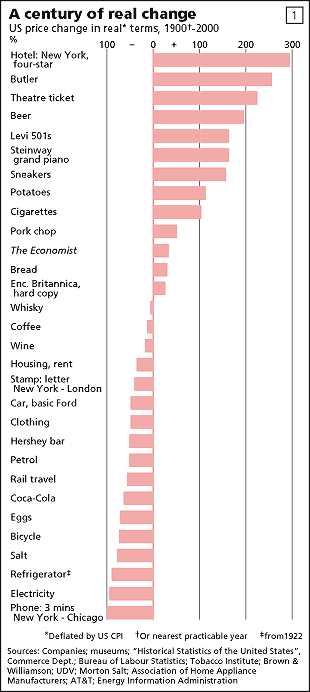 A century of real change
1
US price change in real* terms, 1900†-2000
%
100 – 0 + 100 200 300
Hotel: New York,
four-star
Butler
Theatre ticket
Beer
Levi 501s
Steinway
grand piano
Sneakers
Potatoes
Cigarettes
Pork chop
The Economist
Bread
Enc. Britannica,
hard copy
Whisky
Coffee
Wine
Housing, rent
Stamp: letter
New York - London
Car, basic Ford
Clothing
Hershey bar
Petrol
Rail travel
Coca-Cola
Eggs
Bicycle
Salt
Refrigerator‡
Electricity
Phone: 3 mins
New York - Chicago
*Deflated by US CPI †Or nearest practicable year ‡from1922
Sources: Companies; museums; “Historical Statistics of the United States”,
Commerce Dept.; Bureau of Labour Statistics; Tobacco Institute; Brown &
Williamson; UDV; Morton Salt; Association of Home Appliance
Manufacturers; AT&T; Energy Information Administration